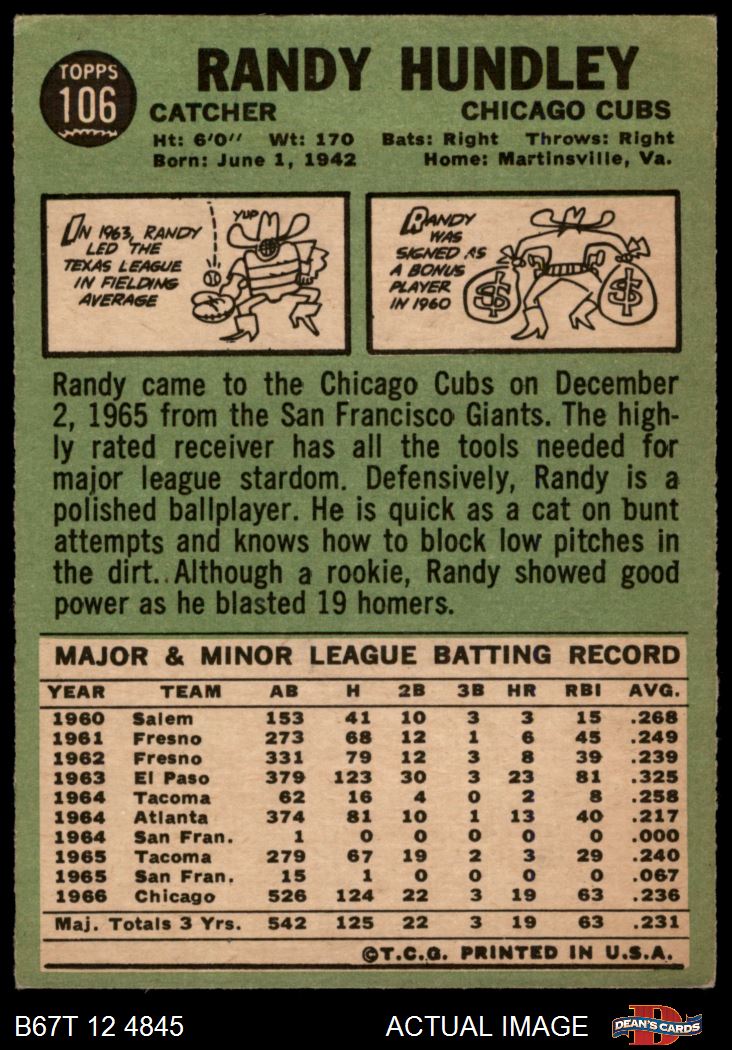 TOPPS
106
RANDY HUNDLEY
CATCHER CHICAGO CUBS
Ht: 6'0" Wt: 170 Bats: Right Throws: Right
Born: June 1, 1942 Home: Martinsville, Va.
IN 1963, RANDY
LED THE
TEXAS LEAGUE
IN FIELDING
AVERAGE
YUP
RANDY
WAS
SIGNED AS
A BONUS
PLAYER
IN 1960
$ $
Randy came to the Chicago Cubs on December
2, 1965 from the San Francisco Giants. The high-
ly rated receiver has all the tools needed for
major league stardom. Defensively, Randy is a
polished ballplayer. He is quick as a cat on bunt
attempts and knows how to block low pitches in
the dirt. Although a rookie, Randy showed good
power as he blasted 19 homers.
MAJOR & MINOR LEAGUE BATTING RECORD
YEAR TEAM AB H 2B 3B HR RBI AVG.
1960 Salem 153 41 10 3 3 15 .268
1961 Fresno 273 68 12 1 6 45 .249
1962 Fresno 331 79 12 3 8 39 .239
1963 El Paso 379 123 30 3 23 81 .325
1964 Tacoma 62 16 4 0 2 8 .258
1964 Atlanta 374 81 10 1 13 40 .217
1964 San Fran. 1 0 0 0 0 0 .000
1965 Tacoma 279 67 19 2 3 29 .240
1965 San Fran. 15 1 0 0 0 0 .067
1966 Chicago 526 124 22 3 19 63 .236
Maj. Totals 3 Yrs. 542 125 22 3 19 63 .231
©T.C.G. PRINTED IN U.S.A.
B67T 12 4845 ACTUAL IMAGE
D
DEAN'S CARDS